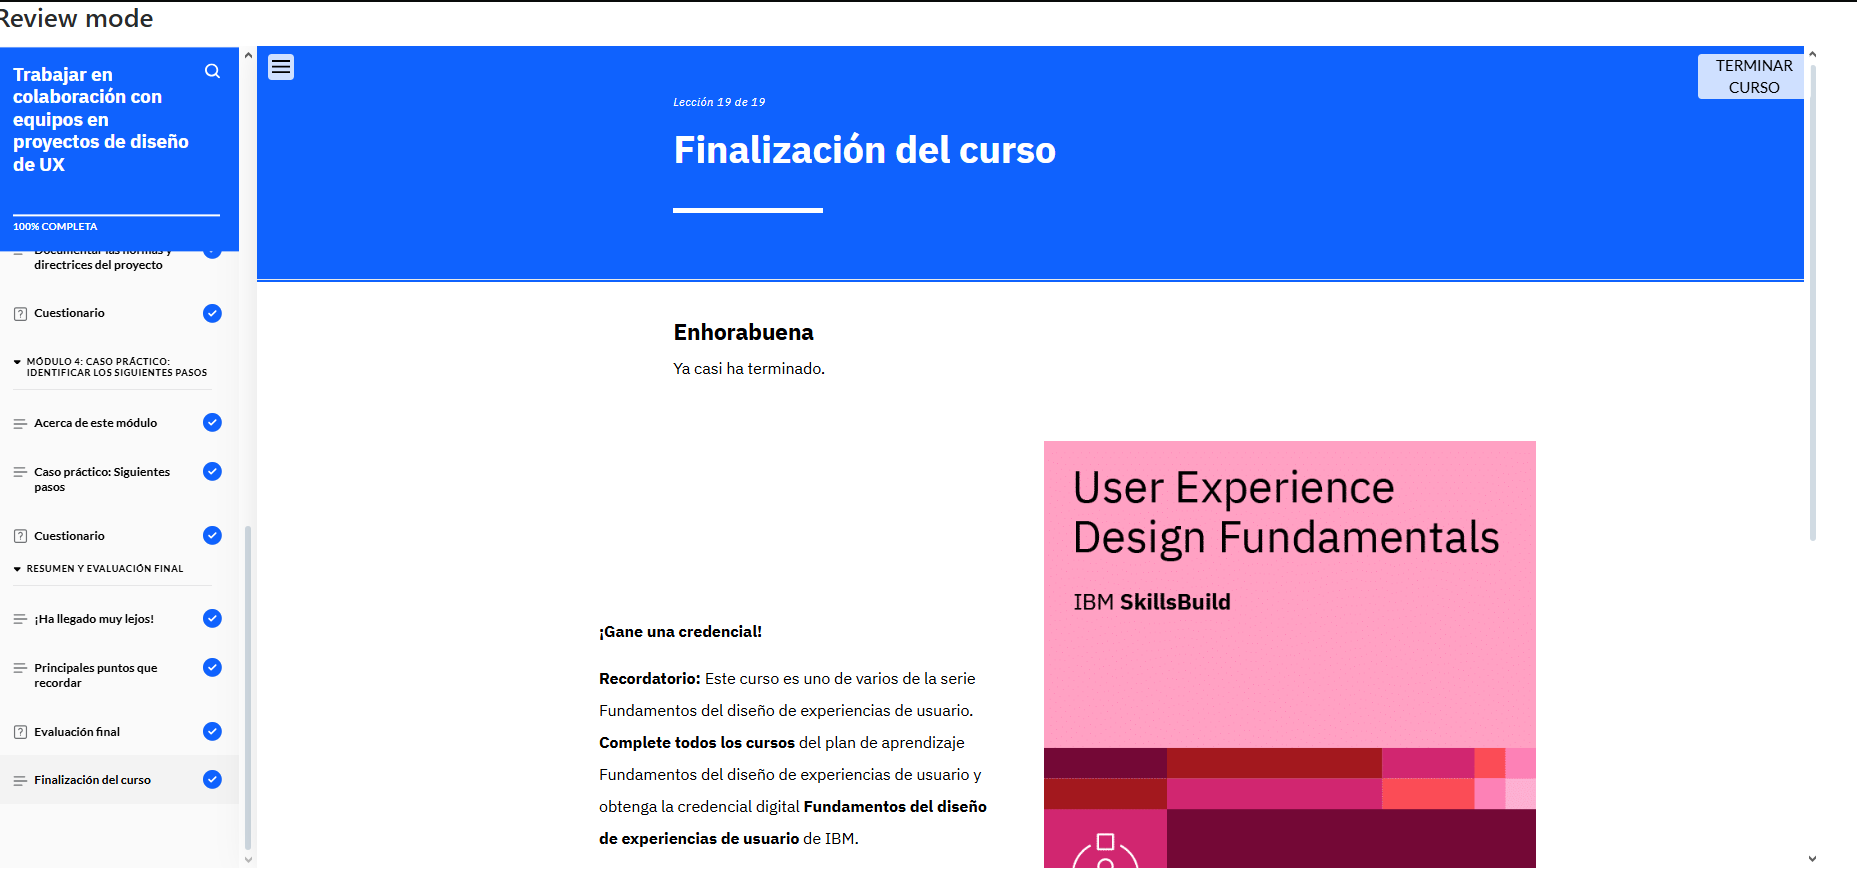 Review mode
Trabajar en
colaboración con
equipos en
proyectos de diseño
de UX
100% COMPLETA
Documentar las normas y
directrices del proyecto
Cuestionario
MÓDULO 4: CASO PRÁCTICO:
IDENTIFICAR LOS SIGUIENTES PASOS
Acerca de este módulo
Caso práctico: Siguientes
pasos
Cuestionario
RESUMEN Y EVALUACIÓN FINAL
¡Ha llegado muy lejos!
Principales puntos que
recordar
Evaluación final
Finalización del curso
TERMINAR
CURSO
Lección 19 de 19
Finalización del curso
Enhorabuena
Ya casi ha terminado.
¡Gane una credencial!
Recordatorio: Este curso es uno de varios de la serie
Fundamentos del diseño de experiencias de usuario.
Complete todos los cursos del plan de aprendizaje
Fundamentos del diseño de experiencias de usuario y
obtenga la credencial digital Fundamentos del diseño
de experiencias de usuario de IBM.
User Experience
Design Fundamentals
IBM SkillsBuild